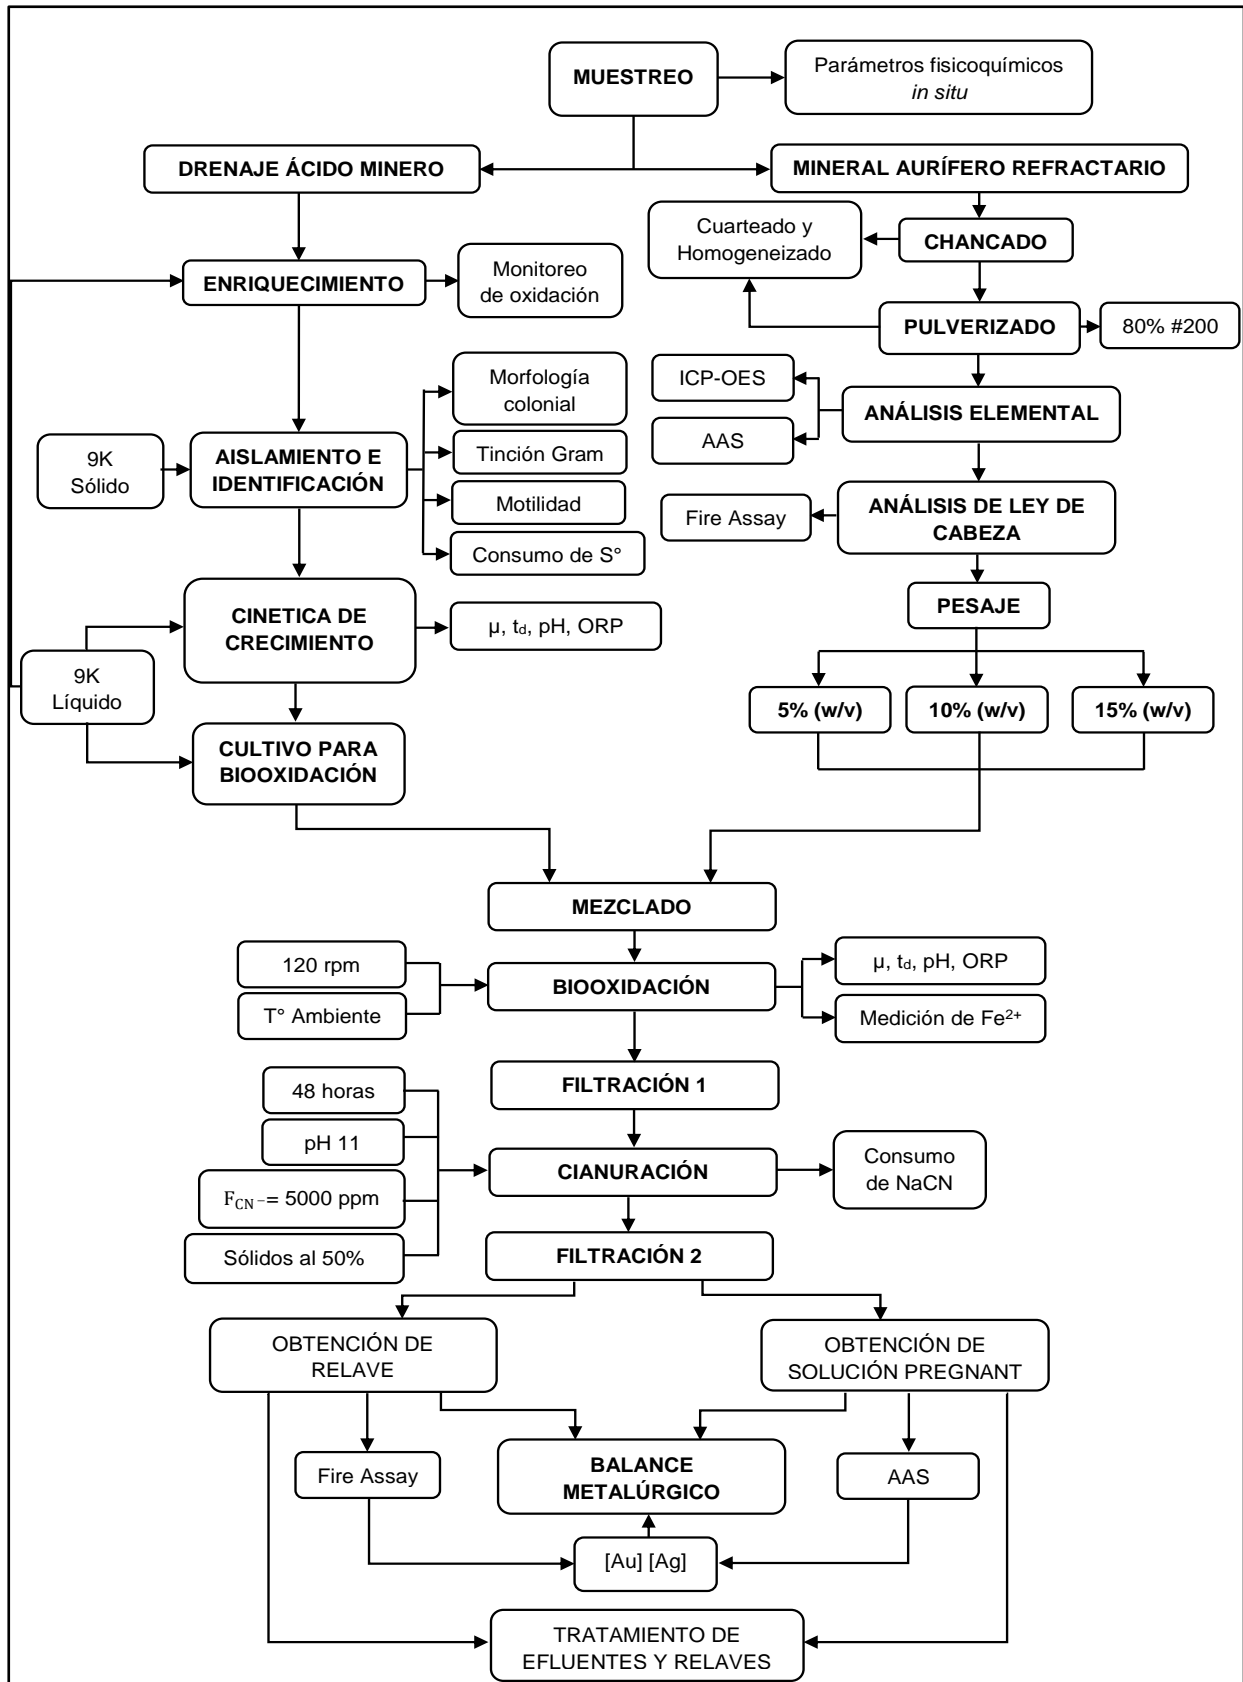 MUESTREO
Parámetros fisicoquímicos
in situ
DRENAJE ÁCIDO MINERO
MINERAL AURÍFERO REFRACTARIO
Cuarteado y
Homogeneizado
CHANCADO
ENRIQUECIMIENTO
Monitoreo
de oxidación
PULVERIZADO
80% #200
ICP-OES
AAS
ANÁLISIS ELEMENTAL
Morfología
colonial
Tinción Gram
Motilidad
Consumo de S°
9K
Sólido
AISLAMIENTO E
IDENTIFICACIÓN
Fire Assay
ANÁLISIS DE LEY DE
CABEZA
CINETICA DE
CRECIMIENTO
µ, td, pH, ORP
PESAJE
9K
Líquido
5% (w/v)
10% (w/v)
15% (w/v)
CULTIVO PARA
BIOOXIDACIÓN
MEZCLADO
120 rpm
T° Ambiente
BIOOXIDACIÓN
µ, td, pH, ORP
Medición de Fe²⁺
FILTRACIÓN 1
48 horas
pH 11
F_CN⁻ = 5000 ppm
Sólidos al 50%
CIANURACIÓN
Consumo
de NaCN
FILTRACIÓN 2
OBTENCIÓN DE
RELAVE
OBTENCIÓN DE
SOLUCIÓN PREGNANT
Fire Assay
BALANCE
METALÚRGICO
AAS
[Au] [Ag]
TRATAMIENTO DE
EFLUENTES Y RELAVES